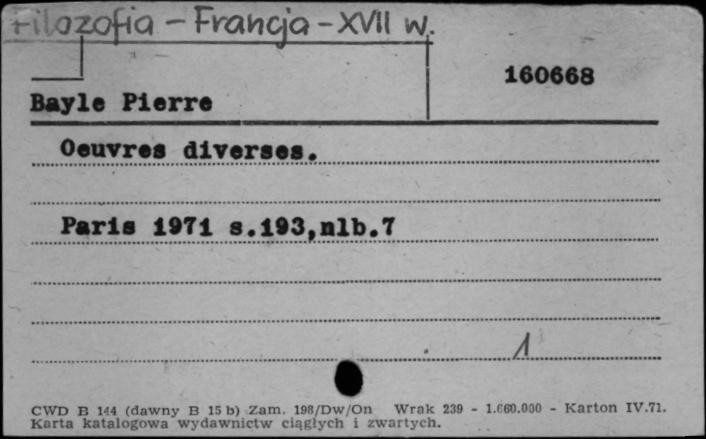 Filozofia - Francja - XVII w.
160668
Bayle Pierre
Oeuvres diverses.
Paris 1971 s.193,nlb.7
1
CWD B 144 (dawny B 15 b) Zam. 198/Dw/On Wrak 239 - 1.660.000 - Karton IV.71.
Karta katalogowa wydawnictw ciągłych i zwartych.